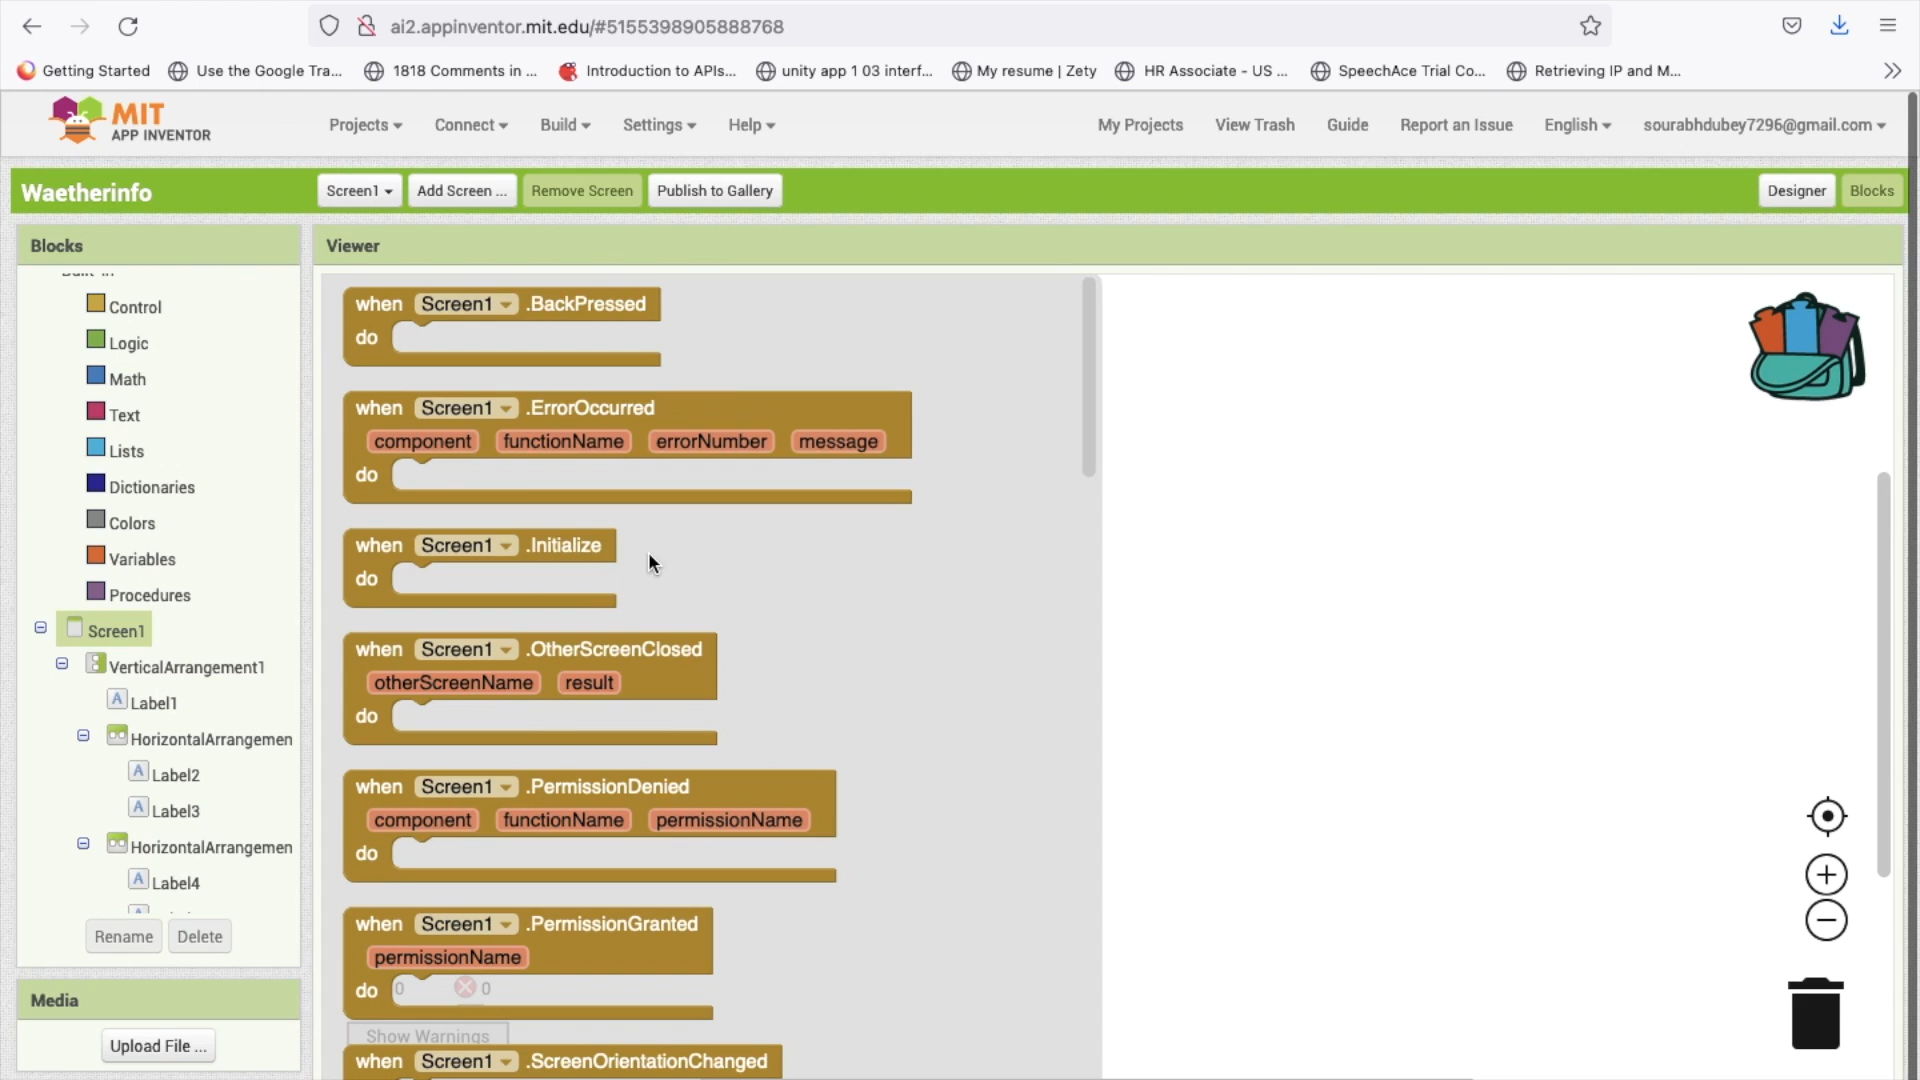 ai2.appinventor.mit.edu/#5155398905888768
Getting Started Use the Google Tra... 1818 Comments in ... Introduction to APIs... unity app 1 03 interf... My resume | Zety HR Associate - US ... SpeechAce Trial Co... Retrieving IP and M...
MIT
APP INVENTOR
Projects Connect Build Settings Help My Projects View Trash Guide Report an Issue English sourabhdubey7296@gmail.com
Waetherinfo Screen1 Add Screen ... Remove Screen Publish to Gallery Designer Blocks
Blocks
Viewer
Built-in
Control
Logic
Math
Text
Lists
Dictionaries
Colors
Variables
Procedures
Screen1
VerticalArrangement1
Label1
HorizontalArrangemen
Label2
Label3
HorizontalArrangemen
Label4
Rename Delete
Media
Upload File ...
when Screen1 .BackPressed
do
when Screen1 .ErrorOccurred
component functionName errorNumber message
do
when Screen1 .Initialize
do
when Screen1 .OtherScreenClosed
otherScreenName result
do
when Screen1 .PermissionDenied
component functionName permissionName
do
when Screen1 .PermissionGranted
permissionName
do 0 0
Show Warnings
when Screen1 .ScreenOrientationChanged